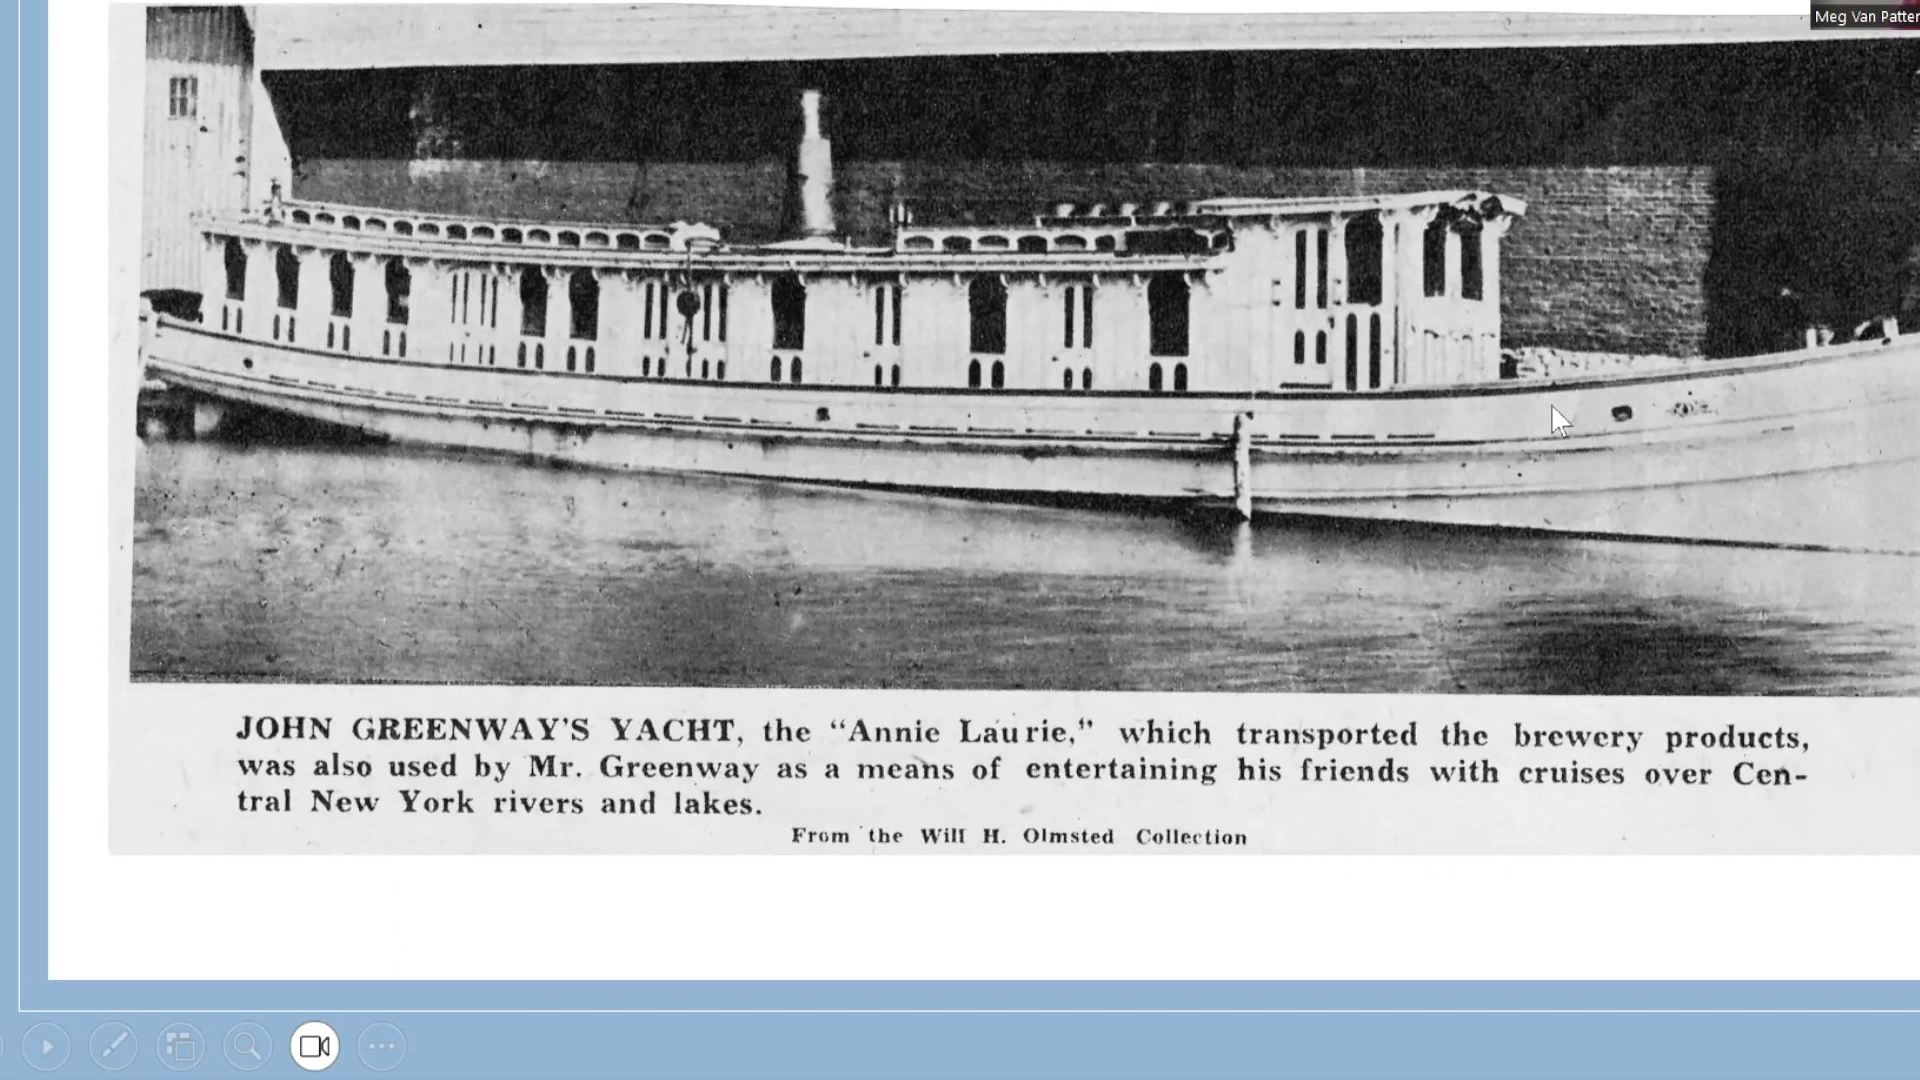 Meg Van Patter
JOHN GREENWAY'S YACHT, the "Annie Laurie," which transported the brewery products,
was also used by Mr. Greenway as a means of entertaining his friends with cruises over Cen-
tral New York rivers and lakes.
From the Will H. Olmsted Collection